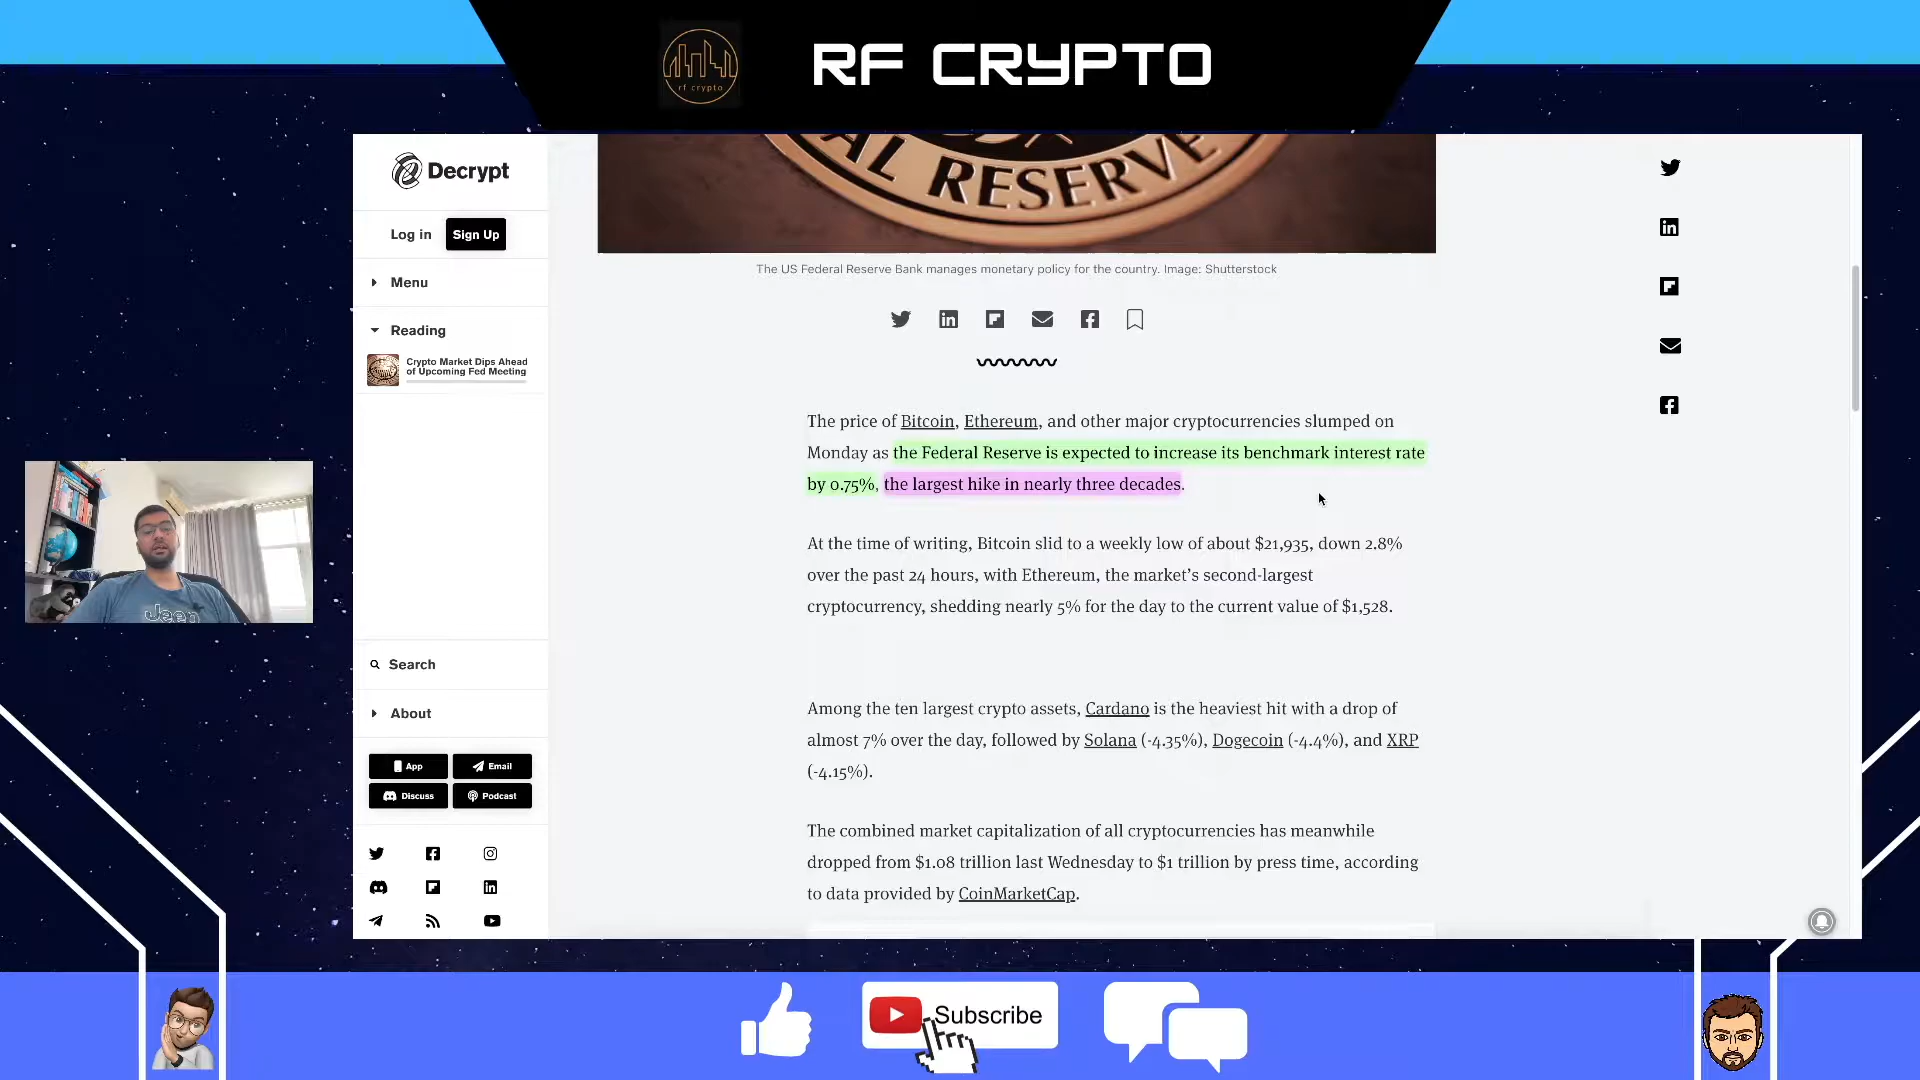 rf crypto
RF CRYPTO
Decrypt
Log in
Sign Up
Menu
Reading
Crypto Market Dips Ahead
of Upcoming Fed Meeting
Search
About
App
Email
Discuss
Podcast
AL RESERVE
The US Federal Reserve Bank manages monetary policy for the country. Image: Shutterstock
The price of Bitcoin, Ethereum, and other major cryptocurrencies slumped on
Monday as the Federal Reserve is expected to increase its benchmark interest rate
by 0.75%, the largest hike in nearly three decades.
At the time of writing, Bitcoin slid to a weekly low of about $21,935, down 2.8%
over the past 24 hours, with Ethereum, the market’s second-largest
cryptocurrency, shedding nearly 5% for the day to the current value of $1,528.
Among the ten largest crypto assets, Cardano is the heaviest hit with a drop of
almost 7% over the day, followed by Solana (-4.35%), Dogecoin (-4.4%), and XRP
(-4.15%).
The combined market capitalization of all cryptocurrencies has meanwhile
dropped from $1.08 trillion last Wednesday to $1 trillion by press time, according
to data provided by CoinMarketCap.
Jeep
Subscribe